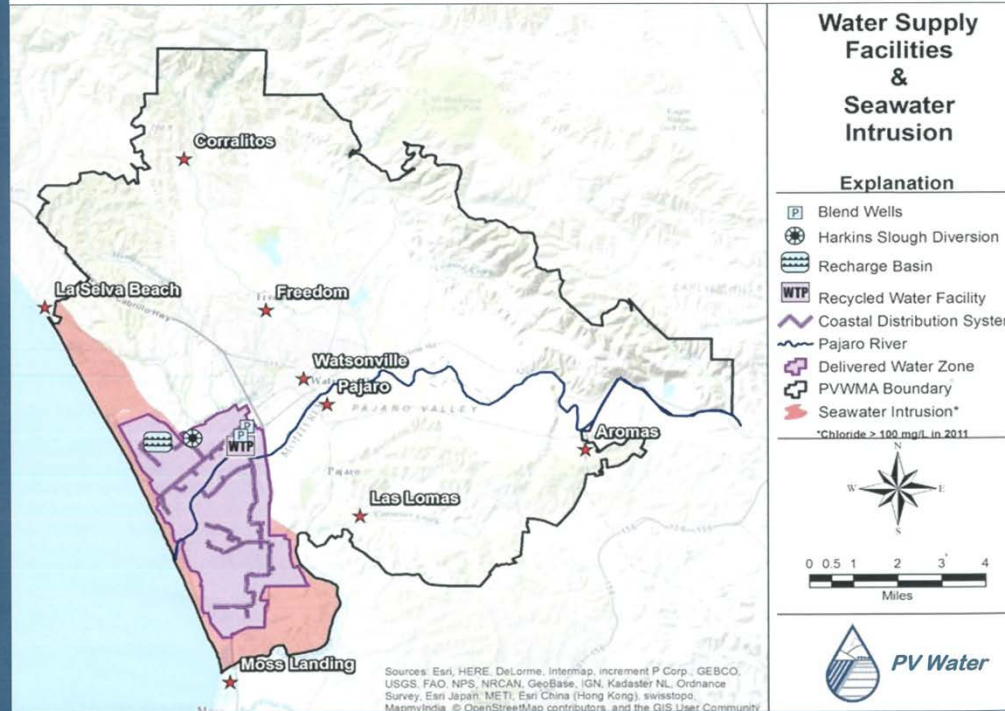 Water Supply
Facilities
&
Seawater
Intrusion
Explanation
P Blend Wells
Harkins Slough Diversion
Recharge Basin
WTP Recycled Water Facility
Coastal Distribution System
Pajaro River
Delivered Water Zone
PVWMA Boundary
Seawater Intrusion*
*Chloride > 100 mg/L in 2011
N
W E
S
0 0.5 1 2 3 4
Miles
PV Water
Corralitos
La Selva Beach
Freedom
Watsonville
Pajaro
PAJARO VALLEY
Aromas
P
P
WTP
Pajaro
Las Lomas
Moss Landing
Sources: Esri, HERE, DeLorme, Intermap, increment P Corp., GEBCO,
USGS, FAO, NPS, NRCAN, GeoBase, IGN, Kadaster NL, Ordnance
Survey, Esri Japan, METI, Esri China (Hong Kong), swisstopo,
MapmyIndia, © OpenStreetMap contributors, and the GIS User Community